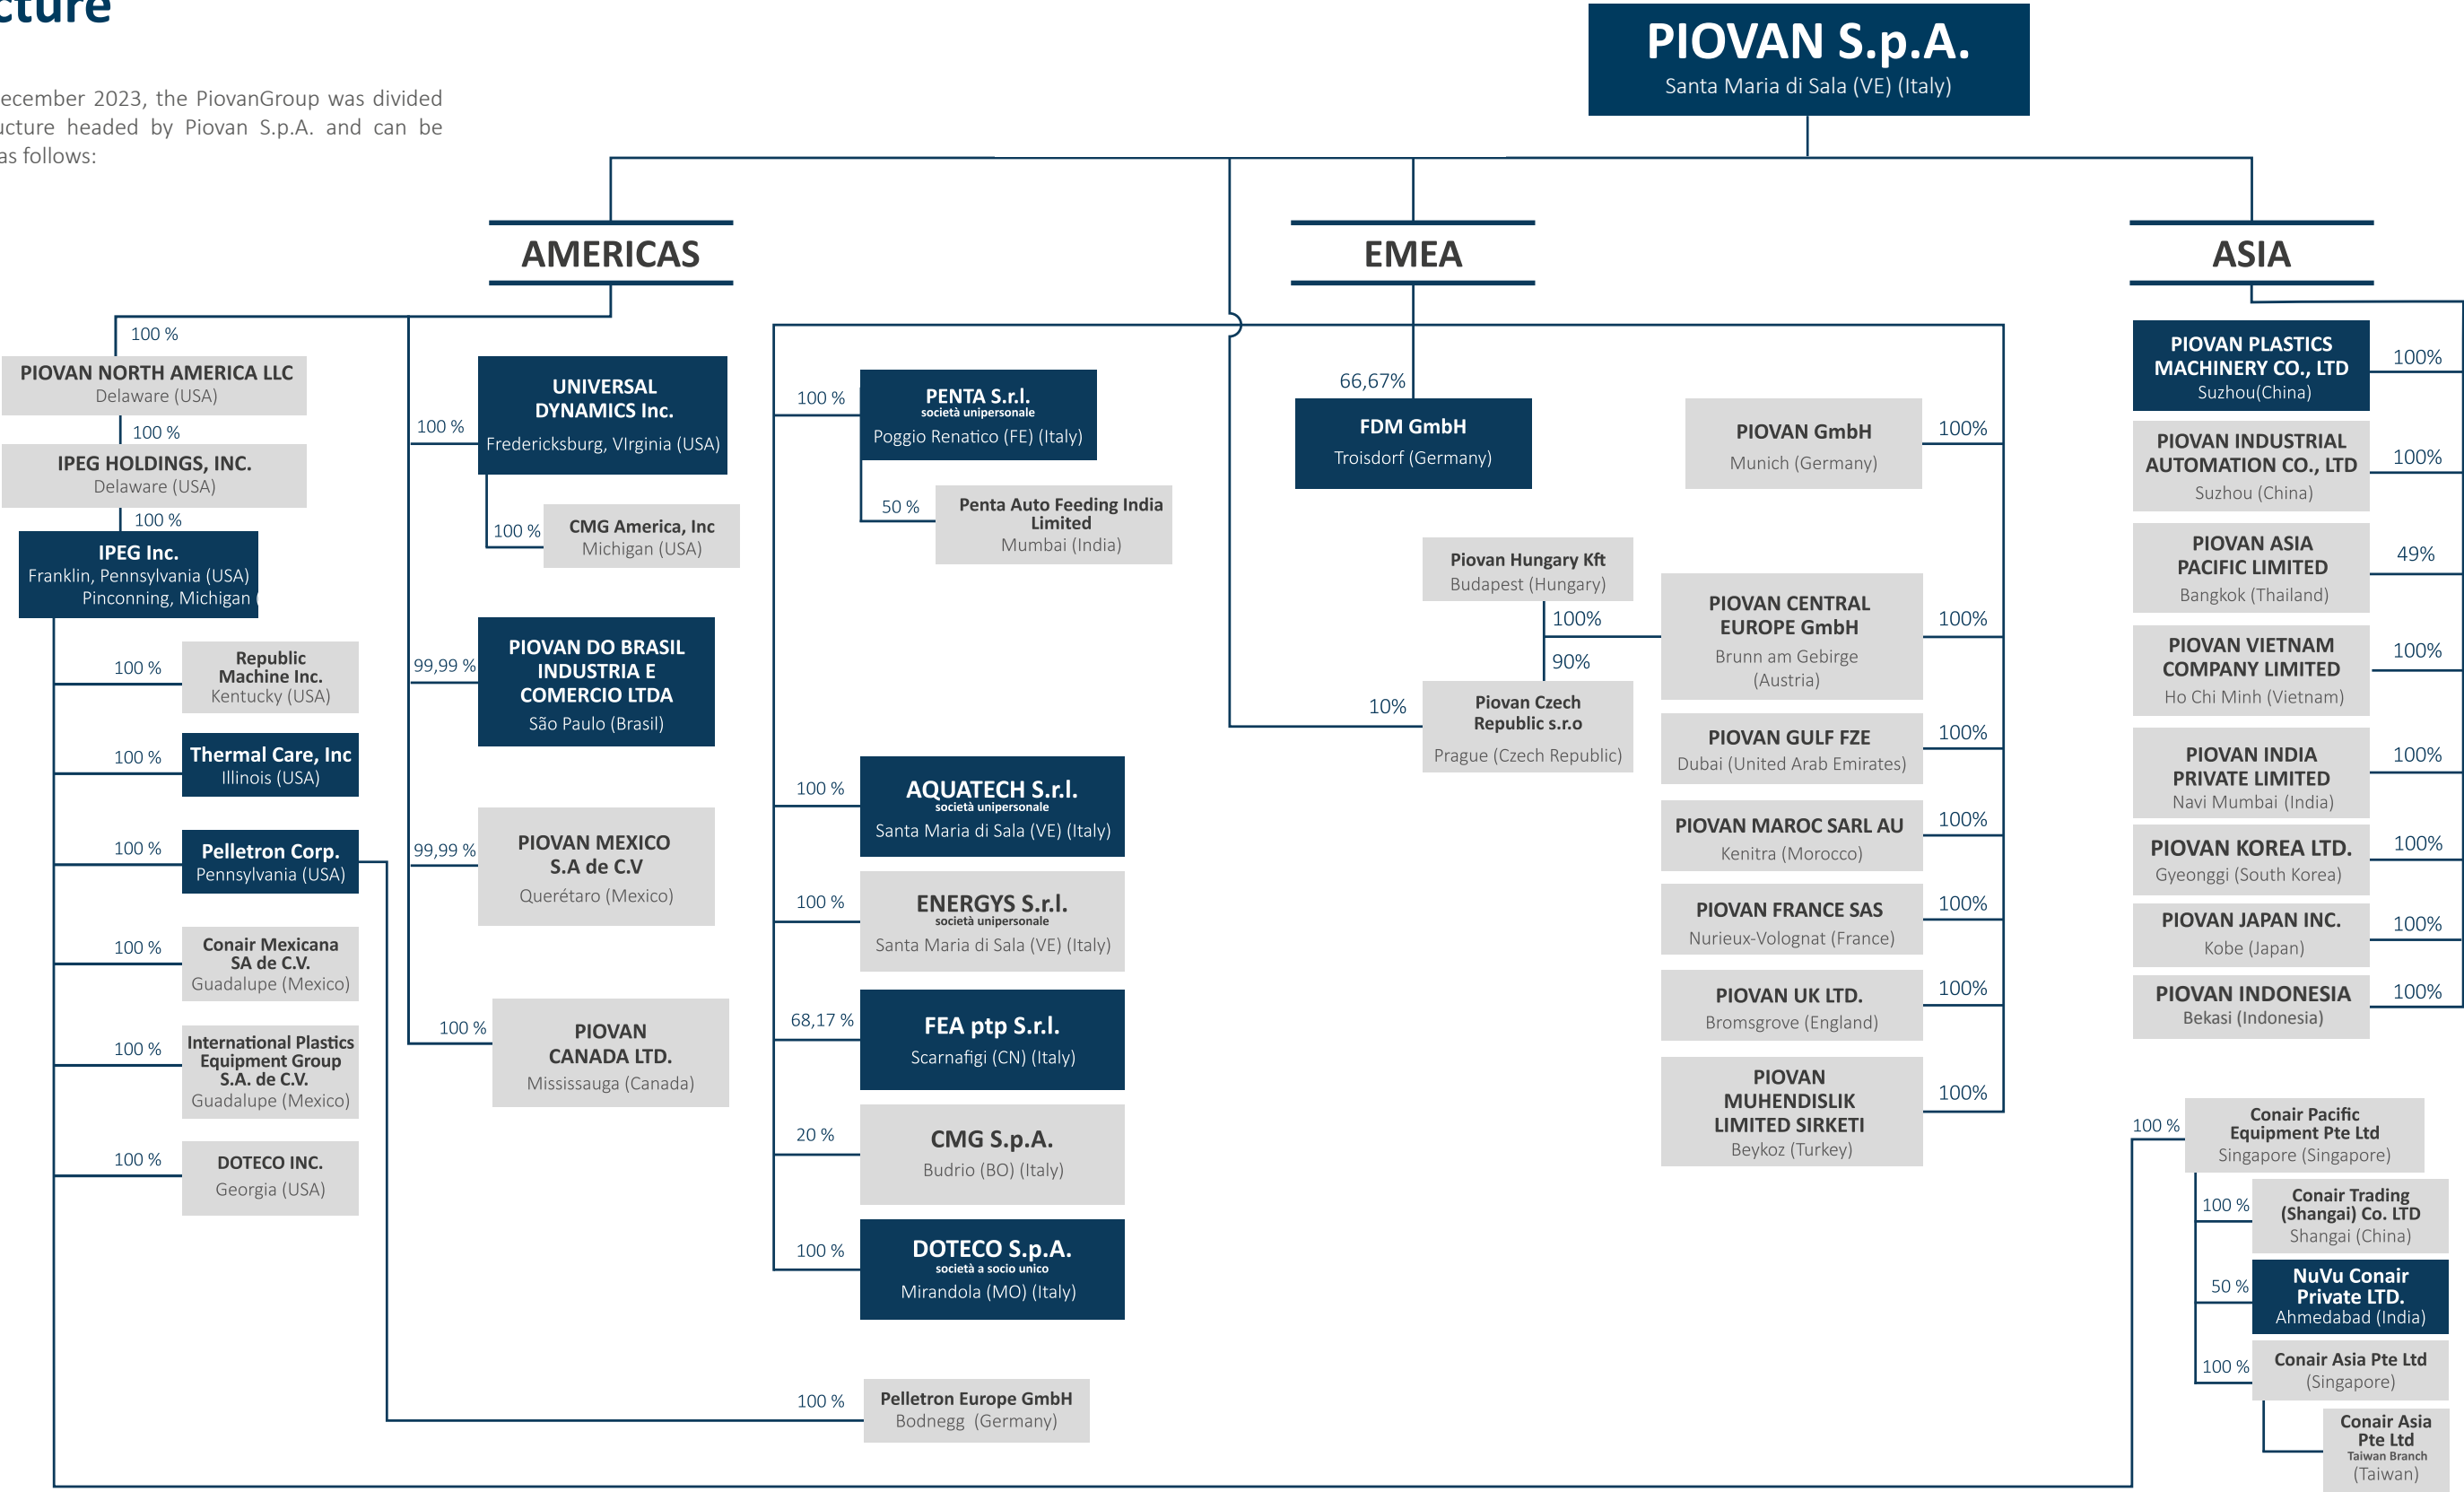 cture
ecember 2023, the PiovanGroup was divided
ucture headed by Piovan S.p.A. and can be
as follows:
PIOVAN S.p.A.
Santa Maria di Sala (VE) (Italy)
AMERICAS
EMEA
ASIA
100 %
PIOVAN NORTH AMERICA LLC
Delaware (USA)
100 %
IPEG HOLDINGS, INC.
Delaware (USA)
100 %
IPEG Inc.
Franklin, Pennsylvania (USA)
Pinconning, Michigan (
100 %
Republic
Machine Inc.
Kentucky (USA)
100 %
Thermal Care, Inc
Illinois (USA)
100 %
Pelletron Corp.
Pennsylvania (USA)
100 %
Conair Mexicana
SA de C.V.
Guadalupe (Mexico)
100 %
International Plastics
Equipment Group
S.A. de C.V.
Guadalupe (Mexico)
100 %
DOTECO INC.
Georgia (USA)
100 %
UNIVERSAL
DYNAMICS Inc.
Fredericksburg, VIrginia (USA)
100 %
CMG America, Inc
Michigan (USA)
99,99 %
PIOVAN DO BRASIL
INDUSTRIA E
COMERCIO LTDA
São Paulo (Brasil)
99,99 %
PIOVAN MEXICO
S.A de C.V
Querétaro (Mexico)
100 %
PIOVAN
CANADA LTD.
Mississauga (Canada)
100 %
PENTA S.r.l.
società unipersonale
Poggio Renatico (FE) (Italy)
50 %
Penta Auto Feeding India
Limited
Mumbai (India)
100 %
AQUATECH S.r.l.
società unipersonale
Santa Maria di Sala (VE) (Italy)
100 %
ENERGYS S.r.l.
società unipersonale
Santa Maria di Sala (VE) (Italy)
68,17 %
FEA ptp S.r.l.
Scarnafigi (CN) (Italy)
20 %
CMG S.p.A.
Budrio (BO) (Italy)
100 %
DOTECO S.p.A.
società a socio unico
Mirandola (MO) (Italy)
100 %
Pelletron Europe GmbH
Bodnegg (Germany)
66,67%
FDM GmbH
Troisdorf (Germany)
Piovan Hungary Kft
Budapest (Hungary)
100%
90%
10%
Piovan Czech
Republic s.r.o
Prague (Czech Republic)
PIOVAN GmbH
Munich (Germany)
100%
PIOVAN CENTRAL
EUROPE GmbH
Brunn am Gebirge
(Austria)
100%
PIOVAN GULF FZE
Dubai (United Arab Emirates)
100%
PIOVAN MAROC SARL AU
Kenitra (Morocco)
100%
PIOVAN FRANCE SAS
Nurieux-Volognat (France)
100%
PIOVAN UK LTD.
Bromsgrove (England)
100%
PIOVAN
MUHENDISLIK
LIMITED SIRKETI
Beykoz (Turkey)
100%
PIOVAN PLASTICS
MACHINERY CO., LTD
Suzhou(China)
100%
PIOVAN INDUSTRIAL
AUTOMATION CO., LTD
Suzhou (China)
100%
PIOVAN ASIA
PACIFIC LIMITED
Bangkok (Thailand)
49%
PIOVAN VIETNAM
COMPANY LIMITED
Ho Chi Minh (Vietnam)
100%
PIOVAN INDIA
PRIVATE LIMITED
Navi Mumbai (India)
100%
PIOVAN KOREA LTD.
Gyeonggi (South Korea)
100%
PIOVAN JAPAN INC.
Kobe (Japan)
100%
PIOVAN INDONESIA
Bekasi (Indonesia)
100%
100 %
Conair Pacific
Equipment Pte Ltd
Singapore (Singapore)
100 %
Conair Trading
(Shangai) Co. LTD
Shangai (China)
50 %
NuVu Conair
Private LTD.
Ahmedabad (India)
100 %
Conair Asia Pte Ltd
(Singapore)
Conair Asia
Pte Ltd
Taiwan Branch
(Taiwan)